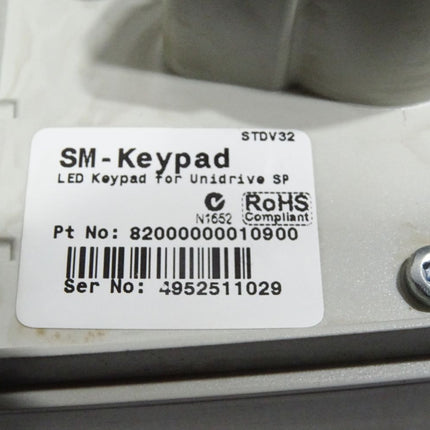 STDV32
SM-Keypad
LED Keypad for Unidrive SP
N1652
RoHS
Compliant
Pt No: 82000000010900
Ser No: 4952511029